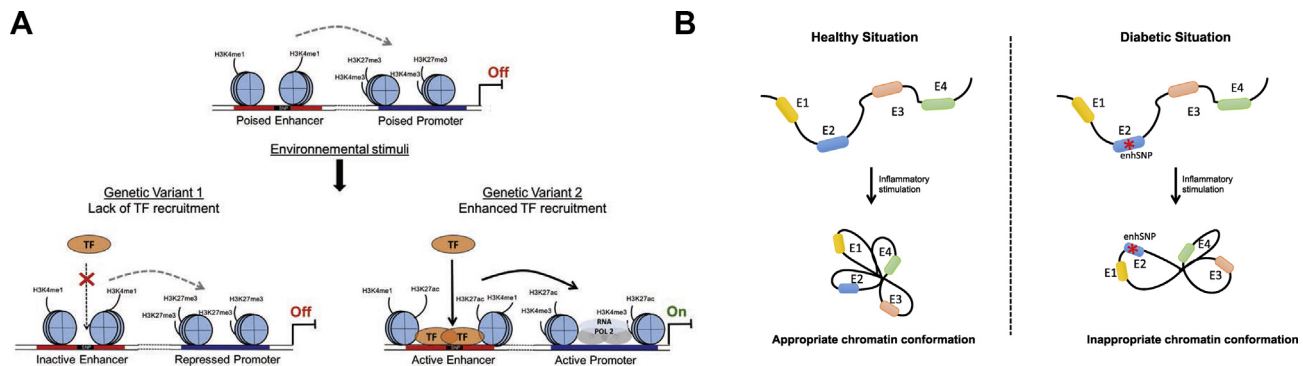 A
H3K4me1
H3K4me1
H3K27me3
H3K27me3
H3K4me3
H3K4me3
Off
SNP
Poised Enhancer
Poised Promoter
Environnemental stimuli
Genetic Variant 1
Lack of TF recruitment
TF
H3K4me1
H3K4me1
H3K27me3
H3K27me3
H3K27me3
H3K27me3
Off
Inactive Enhancer
Repressed Promoter
Genetic Variant 2
Enhanced TF recruitment
TF
H3K4me1
H3K27ac
H3K27ac
H3K4me1
H3K27ac
H3K4me3
H3K4me3
H3K27ac
RNA
POL 2
On
TF
TF
Active Enhancer
Active Promoter
B
Healthy Situation
E1
E2
E3
E4
Inflammatory
stimulation
E1
E2
E3
E4
Appropriate chromatin conformation
Diabetic Situation
E1
E2
enhSNP
E3
E4
Inflammatory
stimulation
enhSNP
E1
E2
E4
E3
Inappropriate chromatin conformation